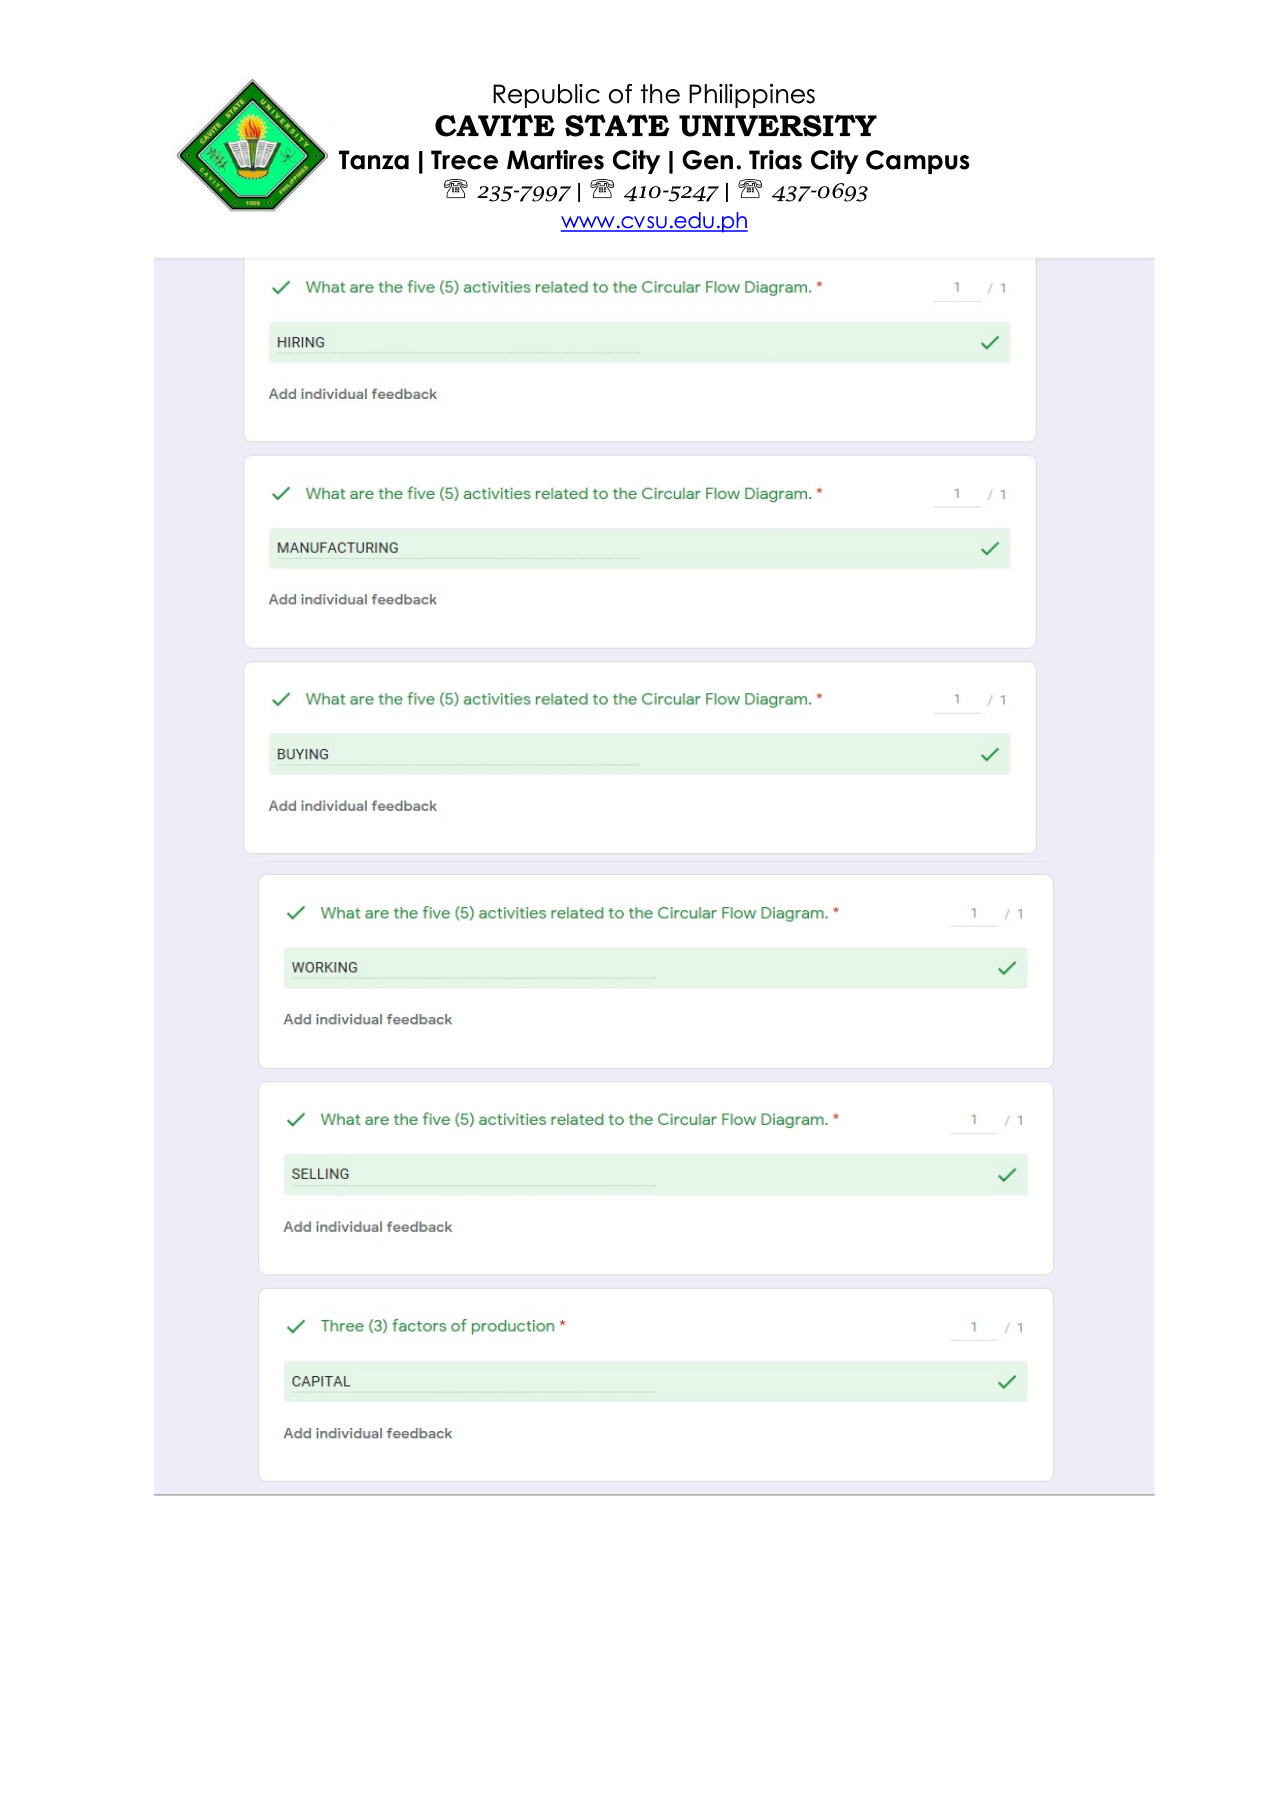 CAVITE STATE UNIVERSITY
CAVITE PHILIPPINES
1906
Republic of the Philippines
CAVITE STATE UNIVERSITY
Tanza | Trece Martires City | Gen. Trias City Campus
☏ 235-7997 | ☏ 410-5247 | ☏ 437-0693
www.cvsu.edu.ph
What are the five (5) activities related to the Circular Flow Diagram. * 1 / 1
HIRING
Add individual feedback
What are the five (5) activities related to the Circular Flow Diagram. * 1 / 1
MANUFACTURING
Add individual feedback
What are the five (5) activities related to the Circular Flow Diagram. * 1 / 1
BUYING
Add individual feedback
What are the five (5) activities related to the Circular Flow Diagram. * 1 / 1
WORKING
Add individual feedback
What are the five (5) activities related to the Circular Flow Diagram. * 1 / 1
SELLING
Add individual feedback
Three (3) factors of production * 1 / 1
CAPITAL
Add individual feedback